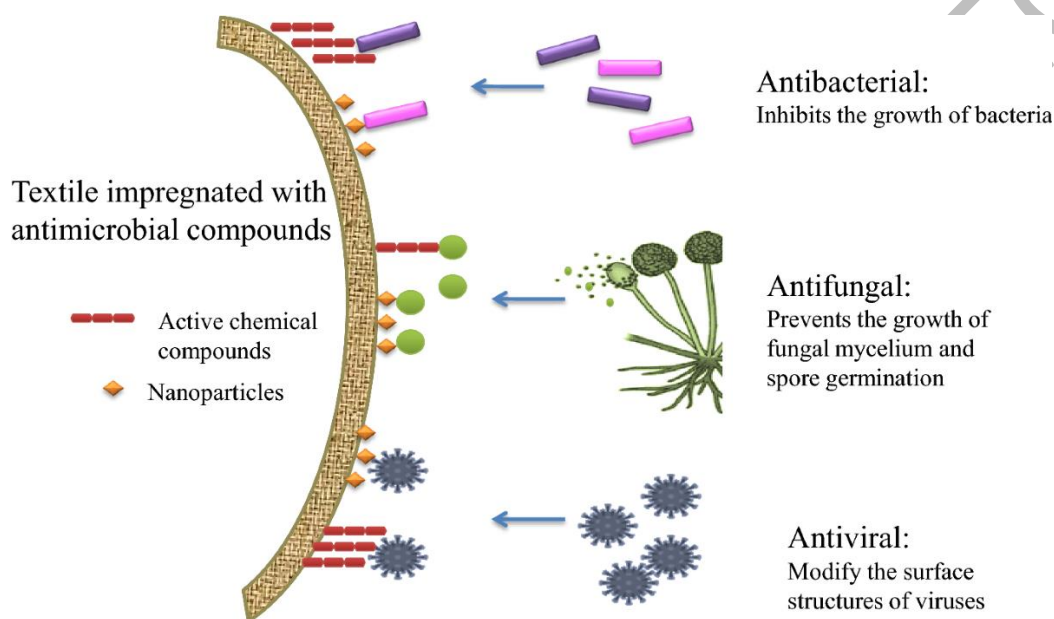 Antibacterial:
Inhibits the growth of bacteria
Textile impregnated with
antimicrobial compounds
Active chemical
compounds
Nanoparticles
Antifungal:
Prevents the growth of
fungal mycelium and
spore germination
Antiviral:
Modify the surface
structures of viruses